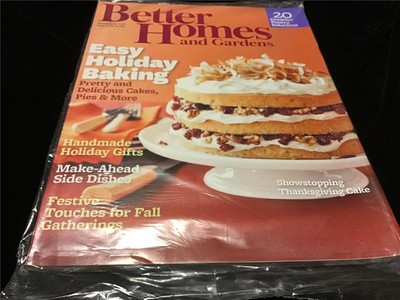 Better
Homes
and Gardens
20
Easy
Holiday
Baking
Pretty and
Delicious Cakes,
Pies & More
Handmade
Holiday Gifts
Make-Ahead
Side Dishes
Festive
Touches for Fall
Gatherings
Showstopping
Thanksgiving Cake